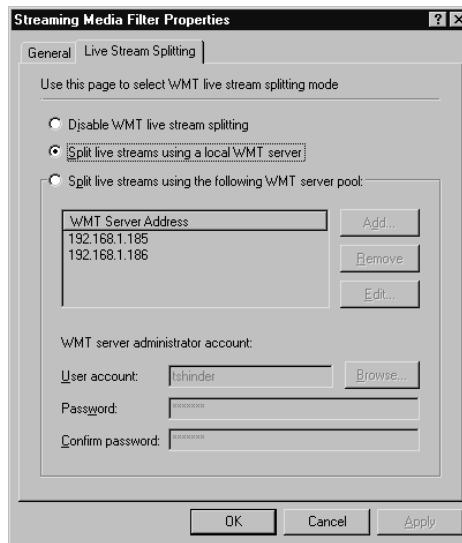 Streaming Media Filter Properties
General Live Stream Splitting
Use this page to select WMT live stream splitting mode
Disable WMT live stream splitting
Split live streams using a local WMT server
Split live streams using the following WMT server pool:
WMT Server Address
192.168.1.185
192.168.1.186
Add...
Remove
Edit...
WMT server administrator account:
User account: tshinder Browse...
Password: *******
Confirm password: *******
OK Cancel Apply